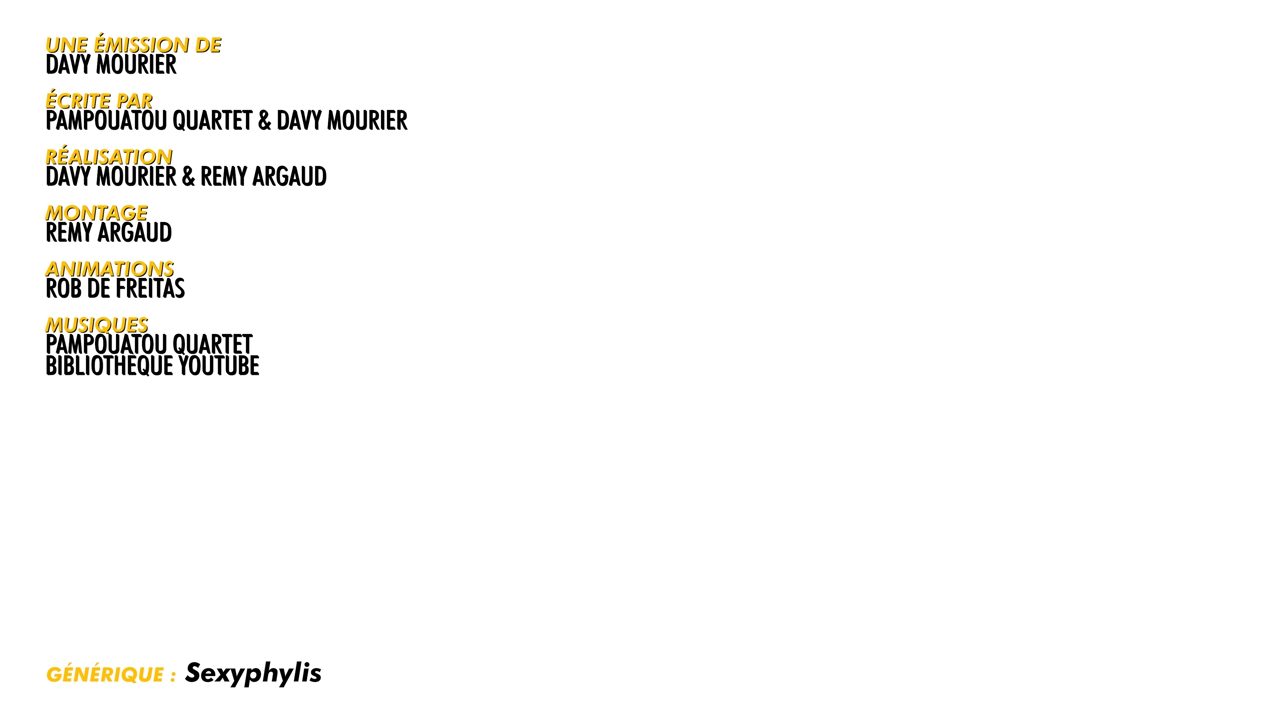 UNE ÉMISSION DE
DAVY MOURIER
ÉCRITE PAR
PAMPOUATOU QUARTET & DAVY MOURIER
RÉALISATION
DAVY MOURIER & REMY ARGAUD
MONTAGE
REMY ARGAUD
ANIMATIONS
ROB DE FREITAS
MUSIQUES
PAMPOUATOU QUARTET
BIBLIOTHÈQUE YOUTUBE
GÉNÉRIQUE : Sexyphylis